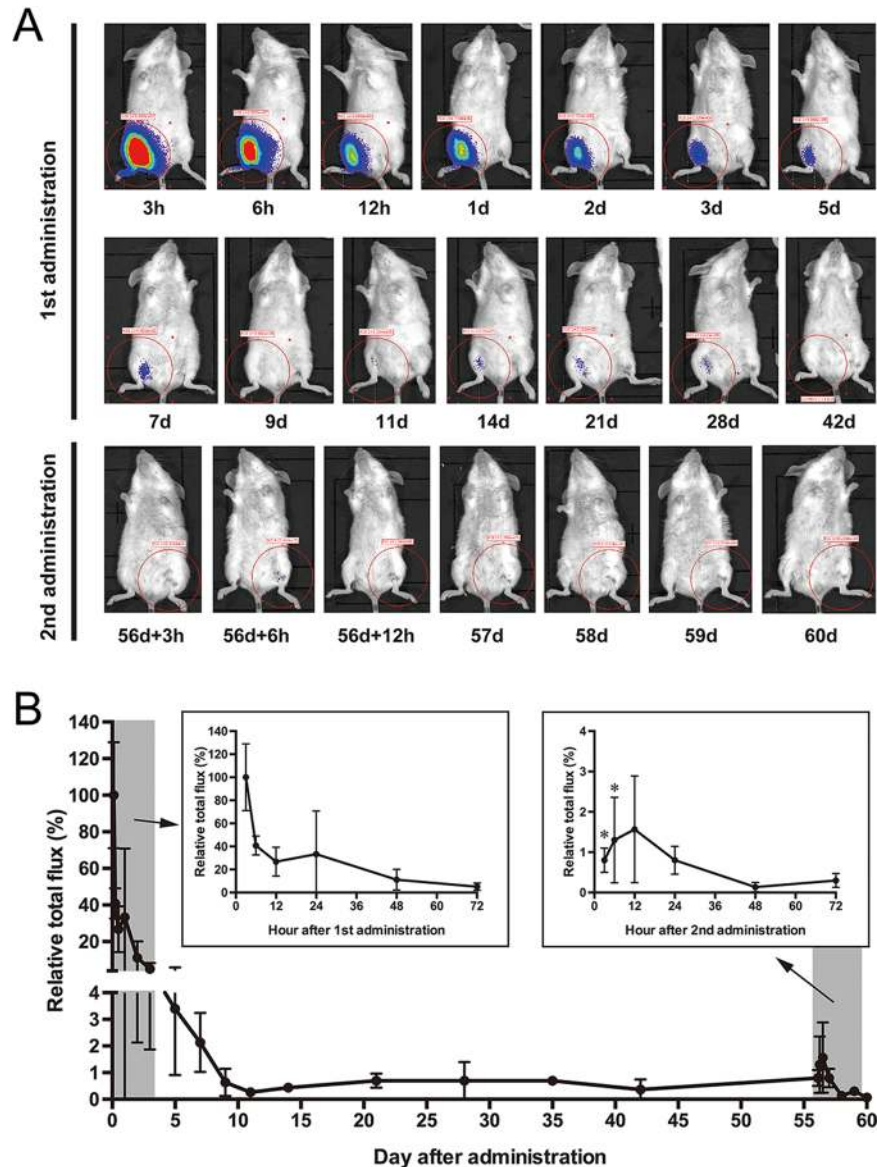 A
1st administration
3h 6h 12h 1d 2d 3d 5d
7d 9d 11d 14d 21d 28d 42d
2nd administration
56d+3h 56d+6h 56d+12h 57d 58d 59d 60d
B
Relative total flux (%)
140
120
100
80
60
40
20
4
3
2
1
0
0 5 10 15 20 25 30 35 40 45 50 55 60
Day after administration
Relative total flux (%)
140
120
100
80
60
40
20
0
0 12 24 36 48 60 72
Hour after 1st administration
Relative total flux (%)
4
3
2
1
0
* *
0 12 24 36 48 60 72
Hour after 2nd administration